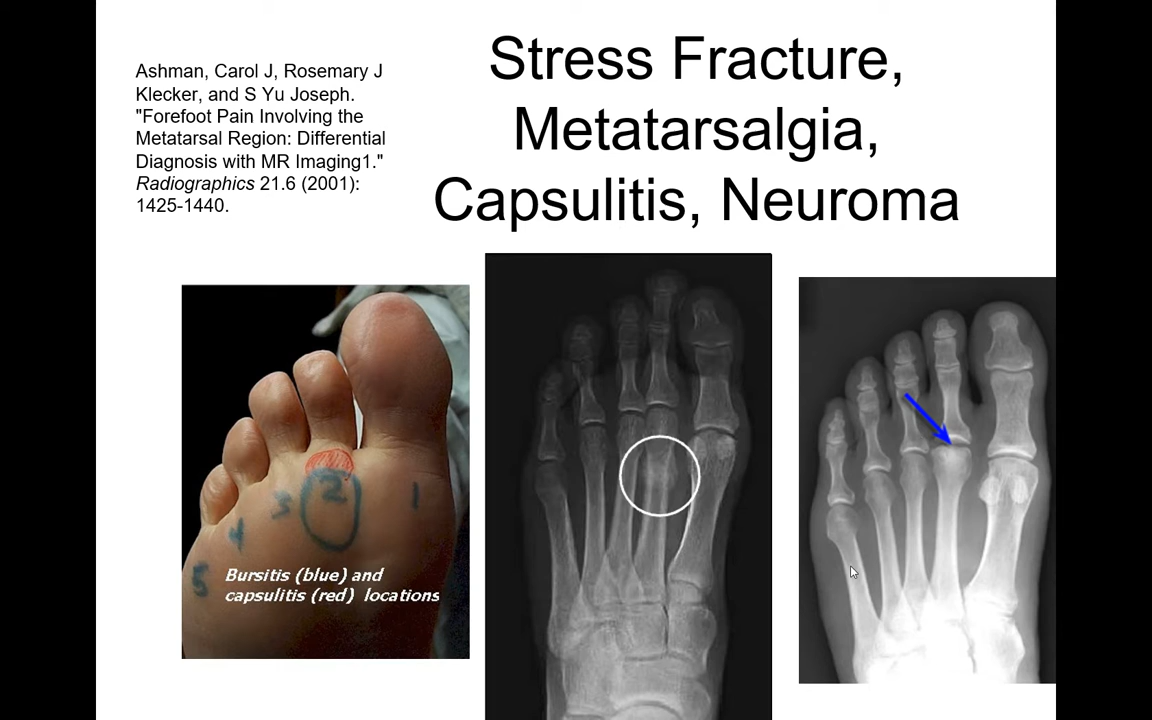 Ashman, Carol J, Rosemary J
Klecker, and S Yu Joseph.
"Forefoot Pain Involving the
Metatarsal Region: Differential
Diagnosis with MR Imaging1."
Radiographics 21.6 (2001):
1425-1440.
Stress Fracture,
Metatarsalgia,
Capsulitis, Neuroma
2
1
3
4
5
Bursitis (blue) and
capsulitis (red) locations